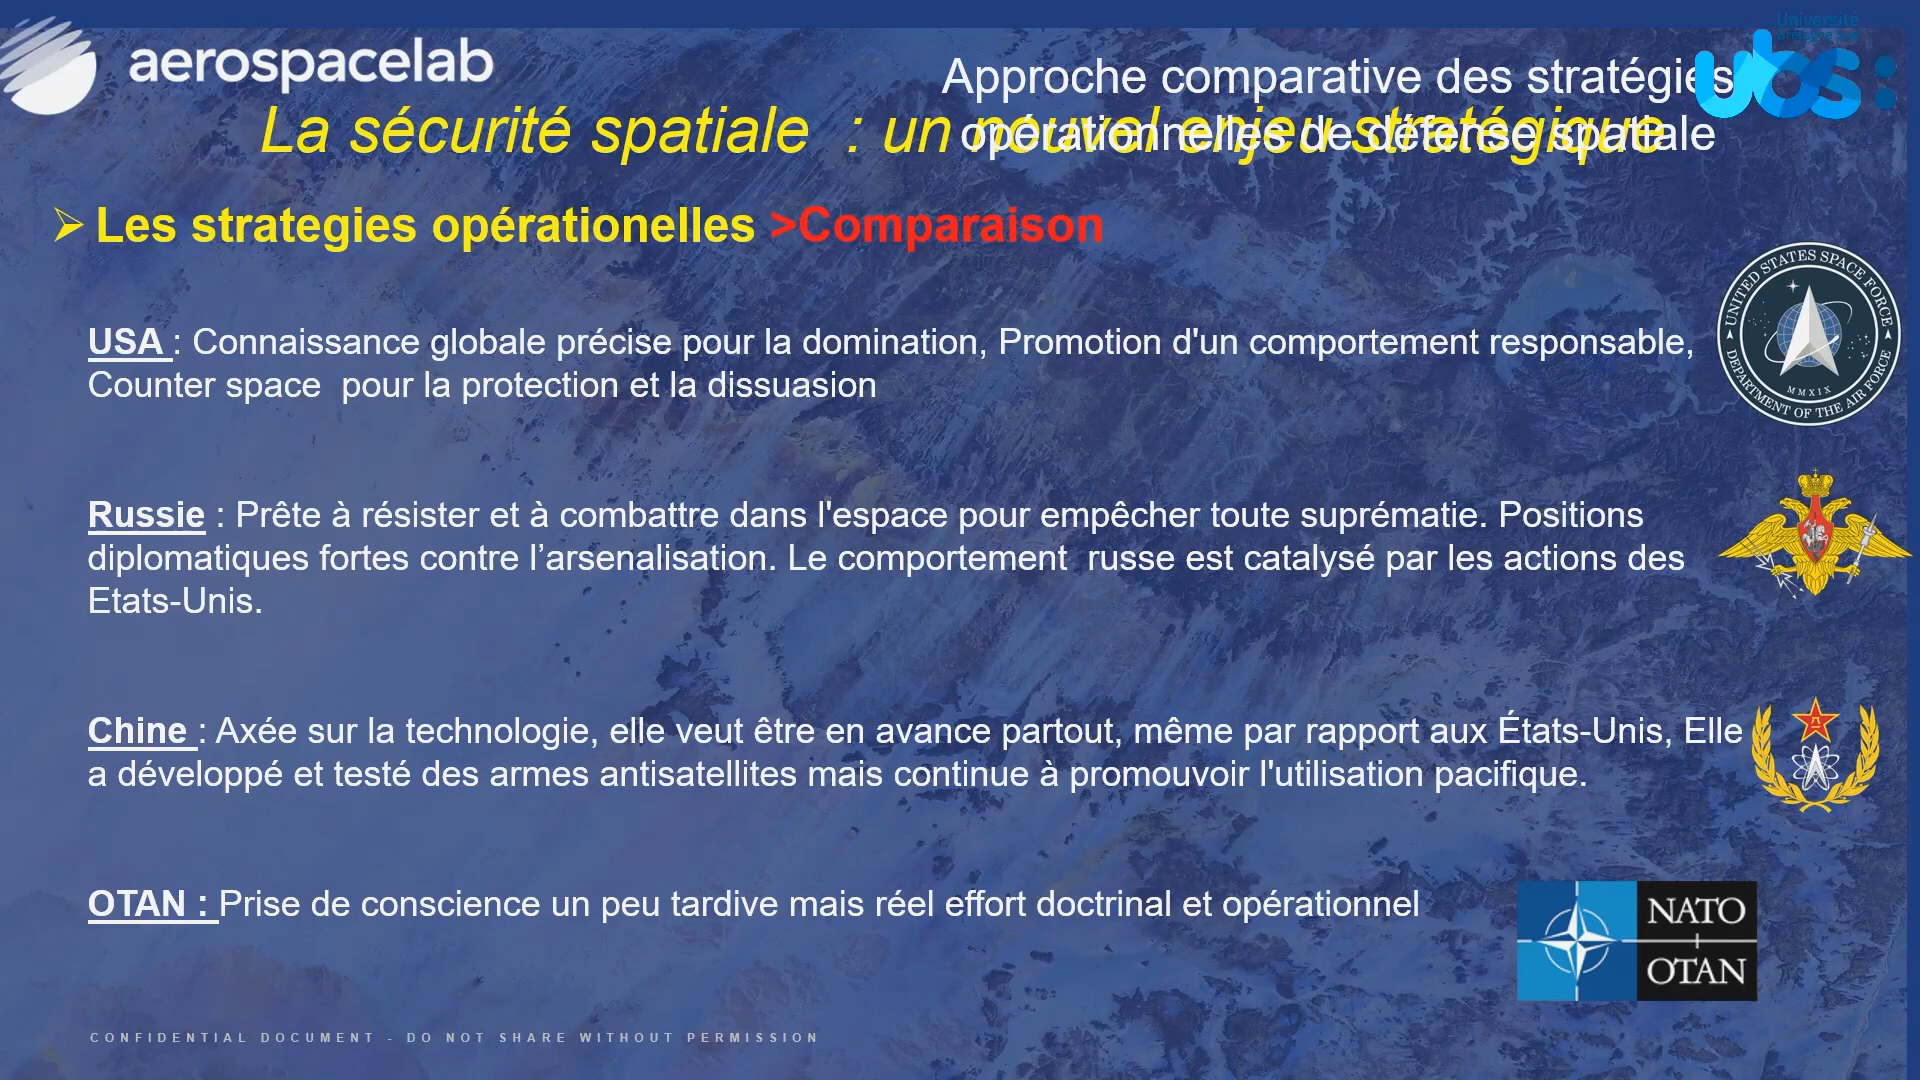 aerospacelab
Université
Bretagne Sud
ubs:
Approche comparative des stratégies
opérationnelles de défense spatiale
La sécurité spatiale : un nouvel enjeu stratégique
➢ Les strategies opérationelles >Comparaison
USA : Connaissance globale précise pour la domination, Promotion d'un comportement responsable,
Counter space pour la protection et la dissuasion
UNITED STATES SPACE FORCE
MMXIX
DEPARTMENT OF THE AIR FORCE
Russie : Prête à résister et à combattre dans l'espace pour empêcher toute suprématie. Positions
diplomatiques fortes contre l’arsenalisation. Le comportement russe est catalysé par les actions des
Etats-Unis.
Chine : Axée sur la technologie, elle veut être en avance partout, même par rapport aux États-Unis, Elle
a développé et testé des armes antisatellites mais continue à promouvoir l'utilisation pacifique.
OTAN : Prise de conscience un peu tardive mais réel effort doctrinal et opérationnel
NATO
OTAN
CONFIDENTIAL DOCUMENT - DO NOT SHARE WITHOUT PERMISSION